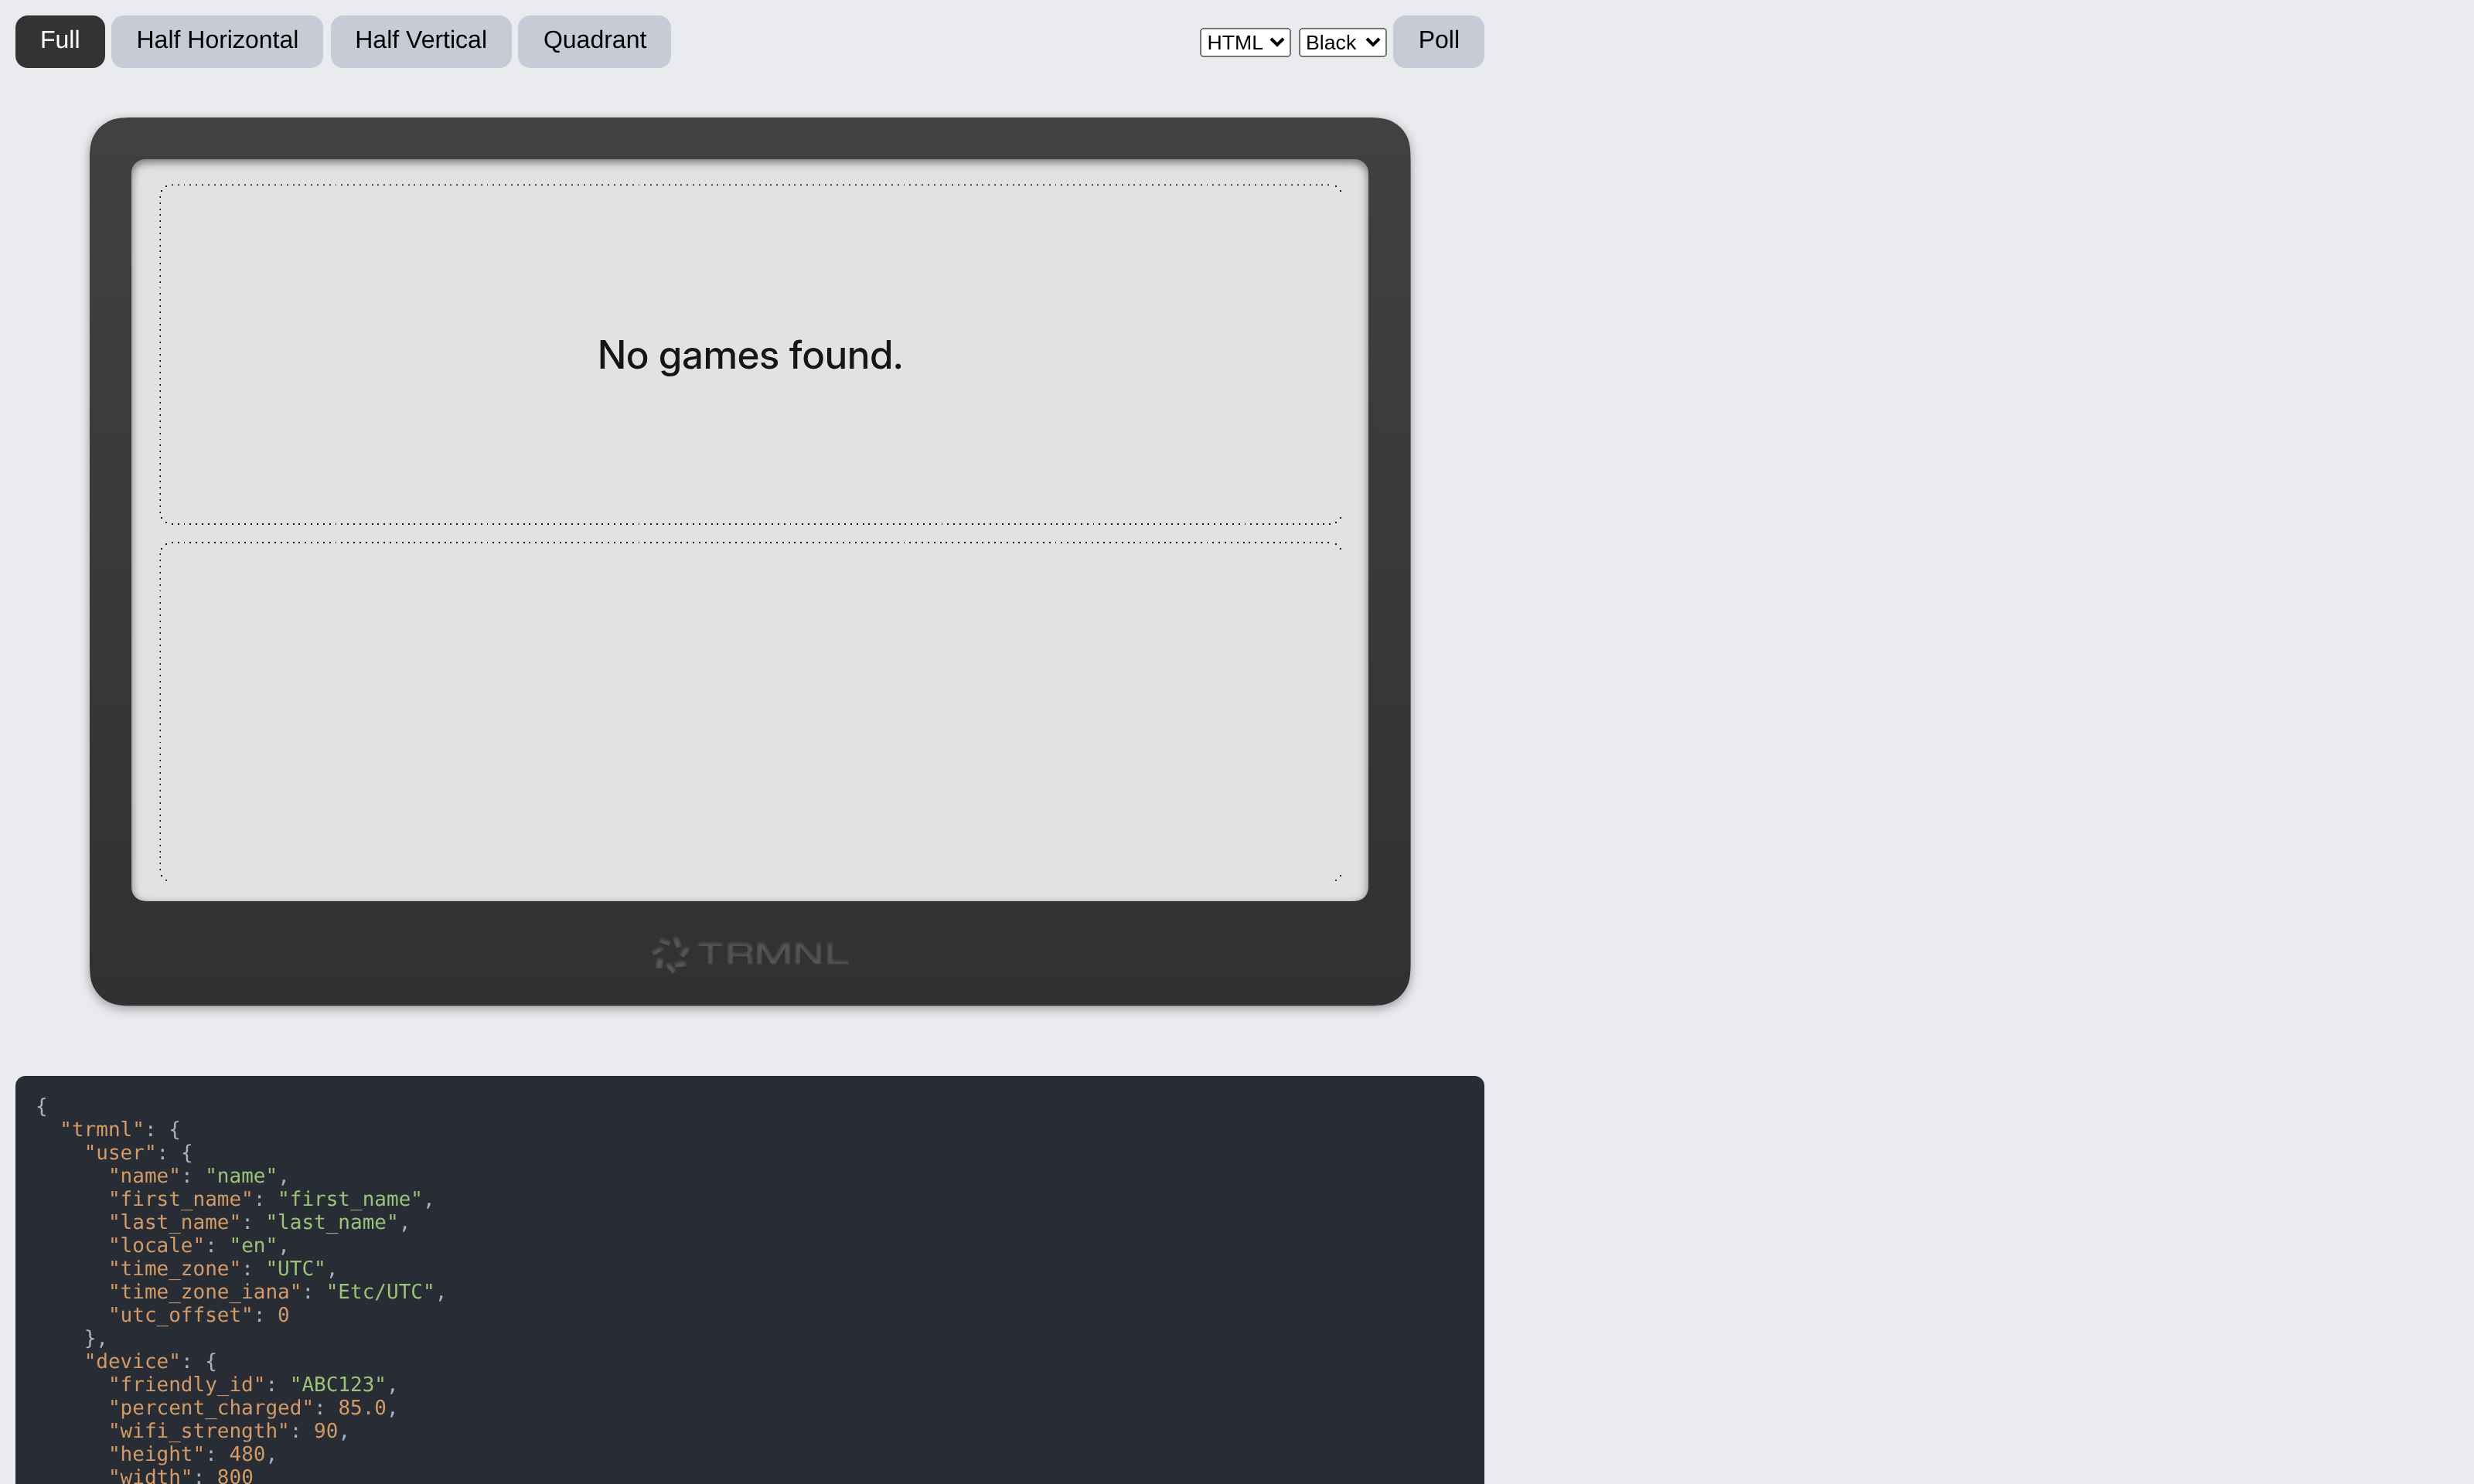 Full Half Horizontal Half Vertical Quadrant HTML Black Poll
No games found.
TRMNL
{
"trmnl": {
"user": {
"name": "name",
"first_name": "first_name",
"last_name": "last_name",
"locale": "en",
"time_zone": "UTC",
"time_zone_iana": "Etc/UTC",
"utc_offset": 0
},
"device": {
"friendly_id": "ABC123",
"percent_charged": 85.0,
"wifi_strength": 90,
"height": 480,
"width": 800